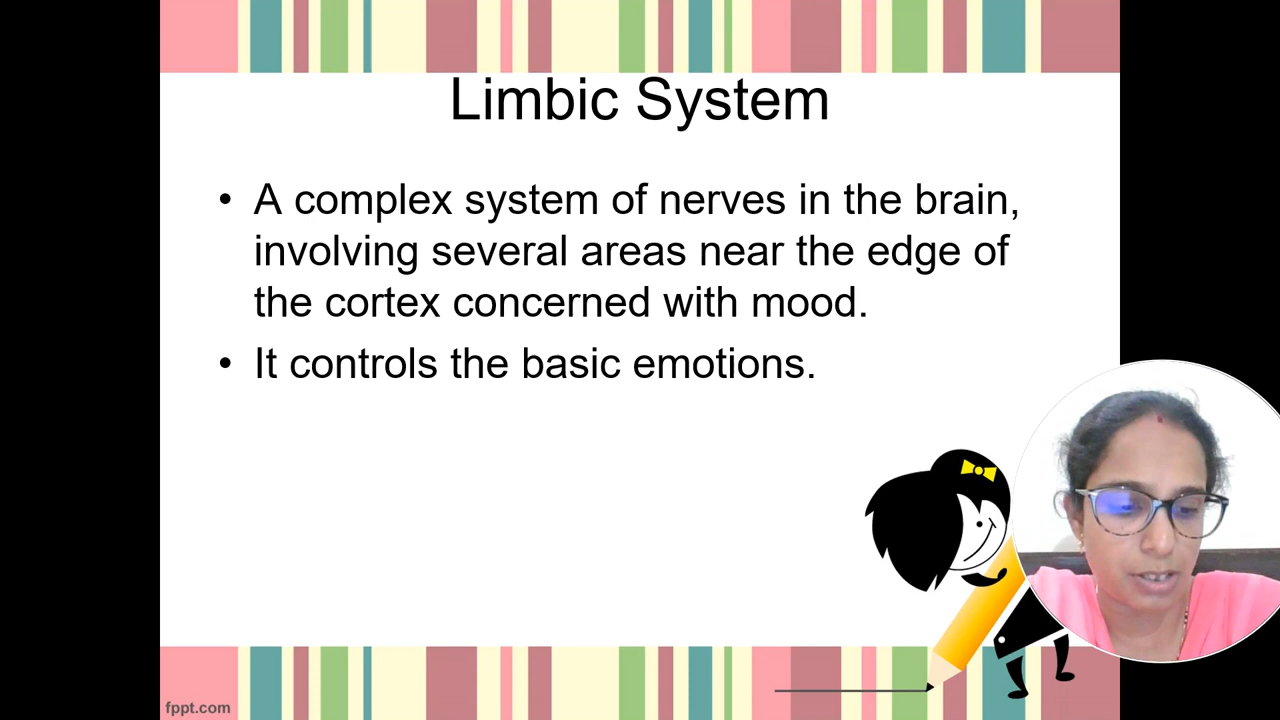 Limbic System
• A complex system of nerves in the brain,
involving several areas near the edge of
the cortex concerned with mood.
• It controls the basic emotions.
fppt.com